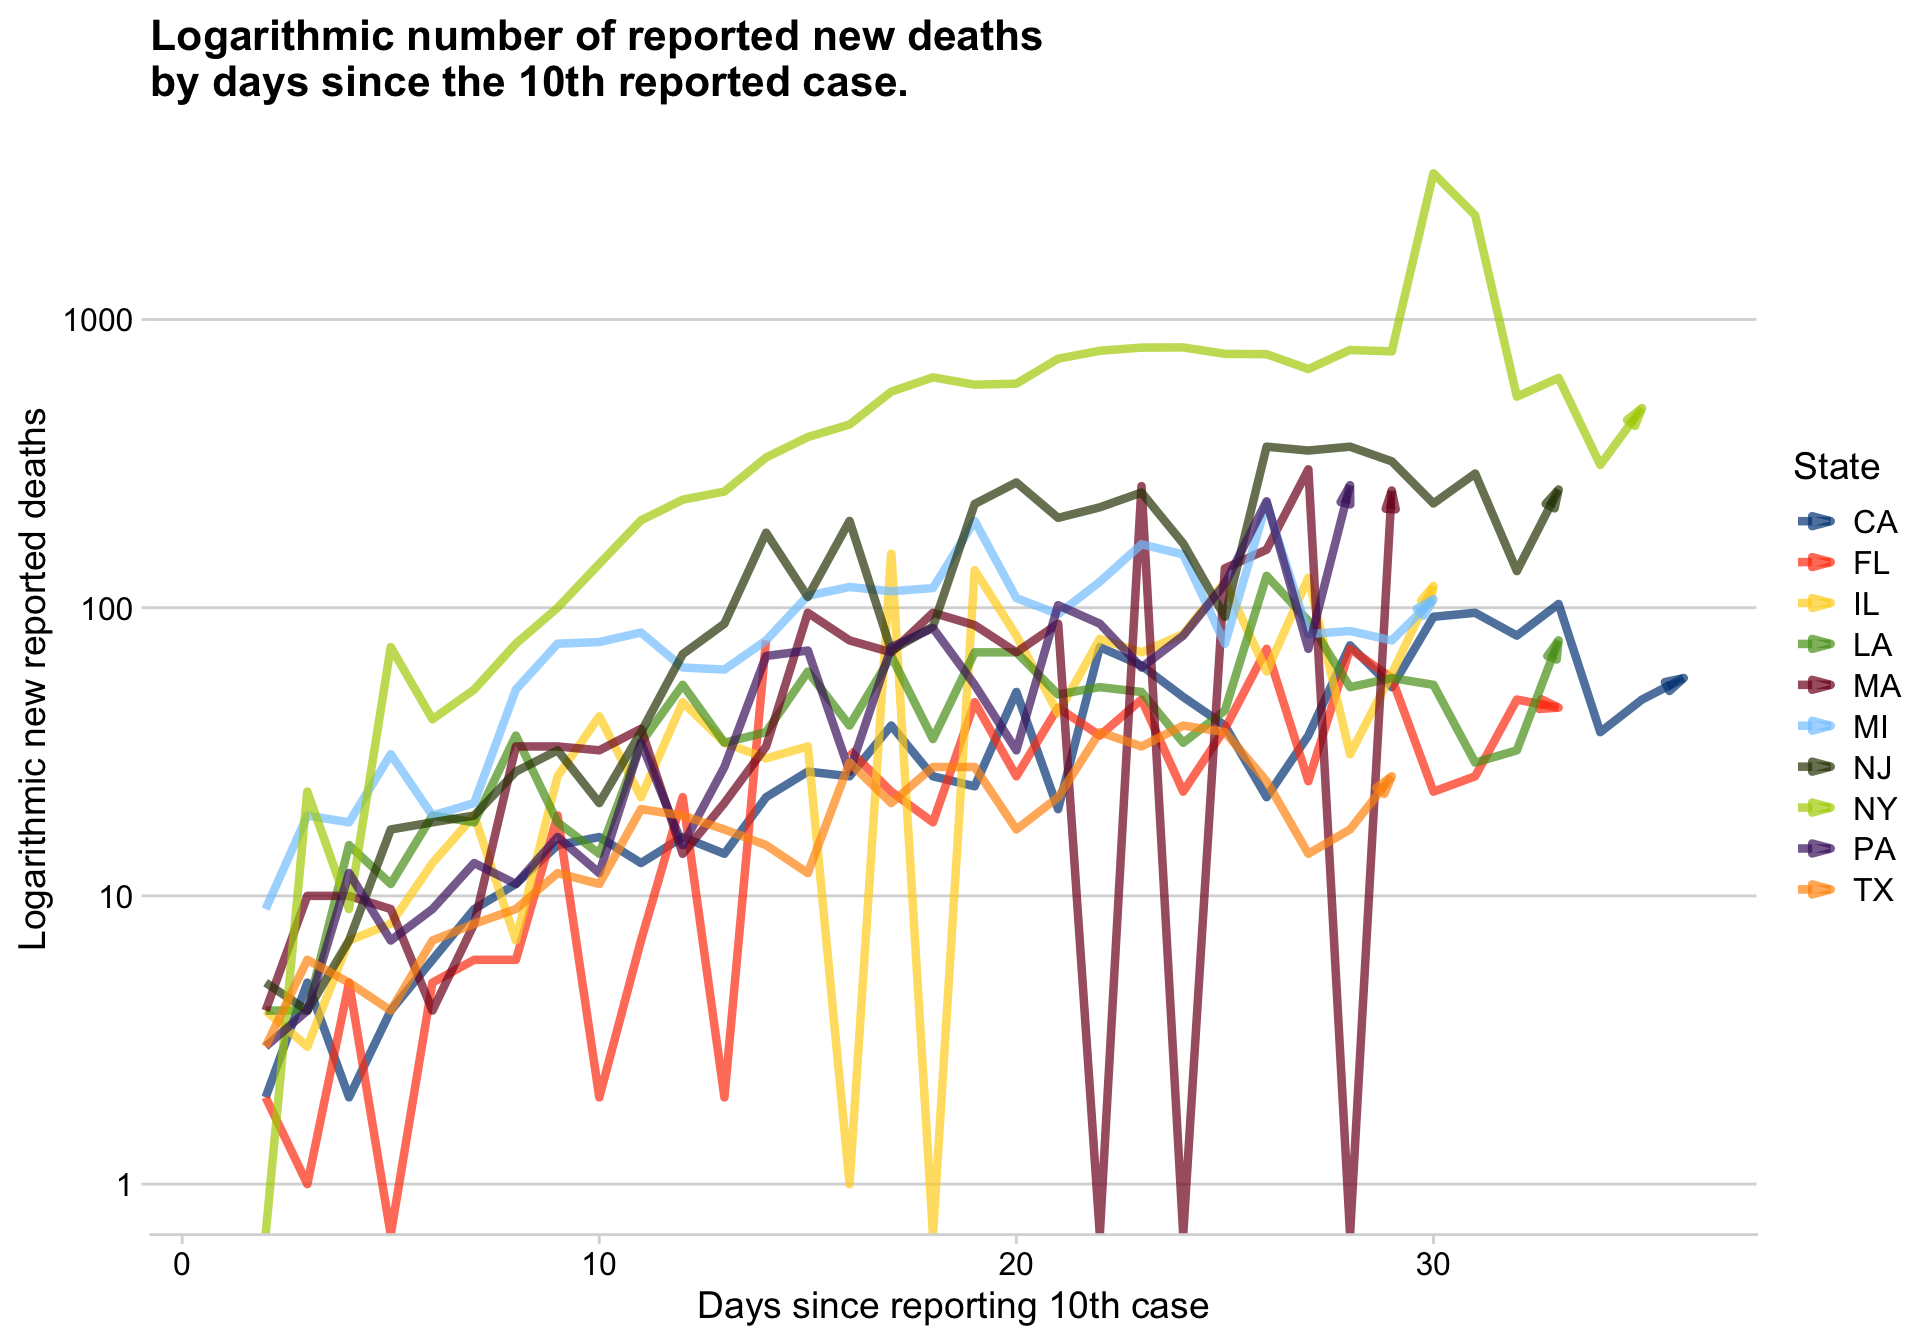 Logarithmic number of reported new deaths
by days since the 10th reported case.
1000
100
10
1
Logarithmic new reported deaths
0 10 20 30
Days since reporting 10th case
State
CA
FL
IL
LA
MA
MI
NJ
NY
PA
TX